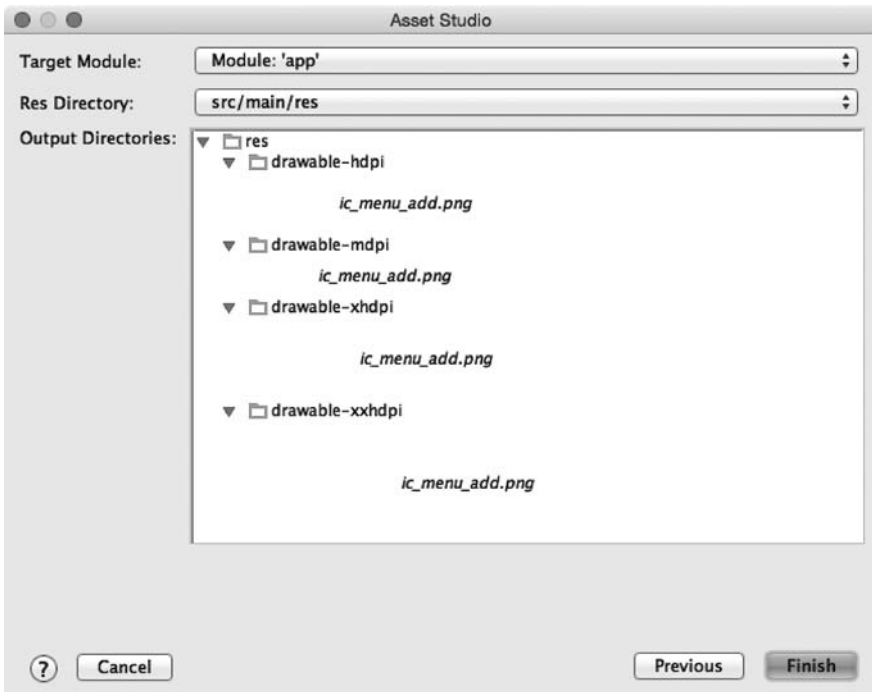 Asset Studio
Target Module: Module: 'app'
Res Directory: src/main/res
Output Directories: res
drawable-hdpi
ic_menu_add.png
drawable-mdpi
ic_menu_add.png
drawable-xhdpi
ic_menu_add.png
drawable-xxhdpi
ic_menu_add.png
? Cancel Previous Finish